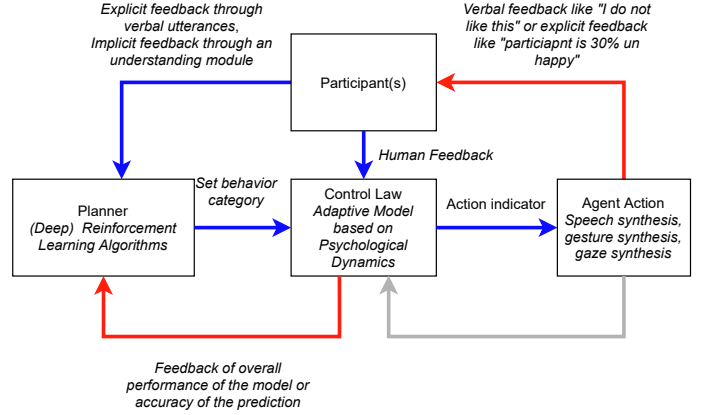 Explicit feedback through
verbal utterances,
Implicit feedback through an
understanding module
Verbal feedback like "I do not
like this" or explicit feedback
like "particiapnt is 30% un
happy"
Participant(s)
Human Feedback
Planner
(Deep) Reinforcement
Learning Algorithms
Set behavior
category
Control Law
Adaptive Model
based on
Psychological
Dynamics
Action indicator
Agent Action
Speech synthesis,
gesture synthesis,
gaze synthesis
Feedback of overall
performance of the model or
accuracy of the prediction